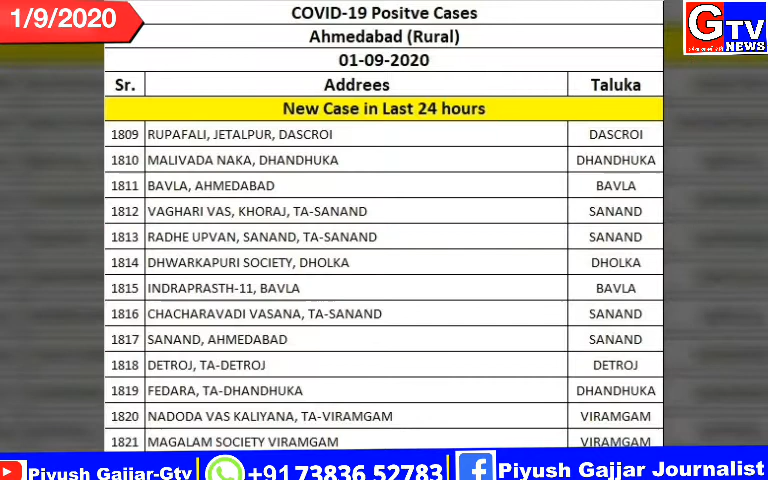 1/9/2020
COVID-19 Positve Cases
GTV
NEWS
Ahmedabad (Rural)
01-09-2020
Sr. Addrees Taluka
New Case in Last 24 hours
1809 RUPAFALI, JETALPUR, DASCROI DASCROI
1810 MALIVADA NAKA, DHANDHUKA DHANDHUKA
1811 BAVLA, AHMEDABAD BAVLA
1812 VAGHARI VAS, KHORAJ, TA-SANAND SANAND
1813 RADHE UPVAN, SANAND, TA-SANAND SANAND
1814 DHWARKAPURI SOCIETY, DHOLKA DHOLKA
1815 INDRAPRASTH-11, BAVLA BAVLA
1816 CHACHARAVADI VASANA, TA-SANAND SANAND
1817 SANAND, AHMEDABAD SANAND
1818 DETROJ, TA-DETROJ DETROJ
1819 FEDARA, TA-DHANDHUKA DHANDHUKA
1820 NADODA VAS KALIYANA, TA-VIRAMGAM VIRAMGAM
1821 MAGALAM SOCIETY VIRAMGAM VIRAMGAM
Piyush Gajjar-Gtv +91 73836 52783 f Piyush Gajjar Journalist